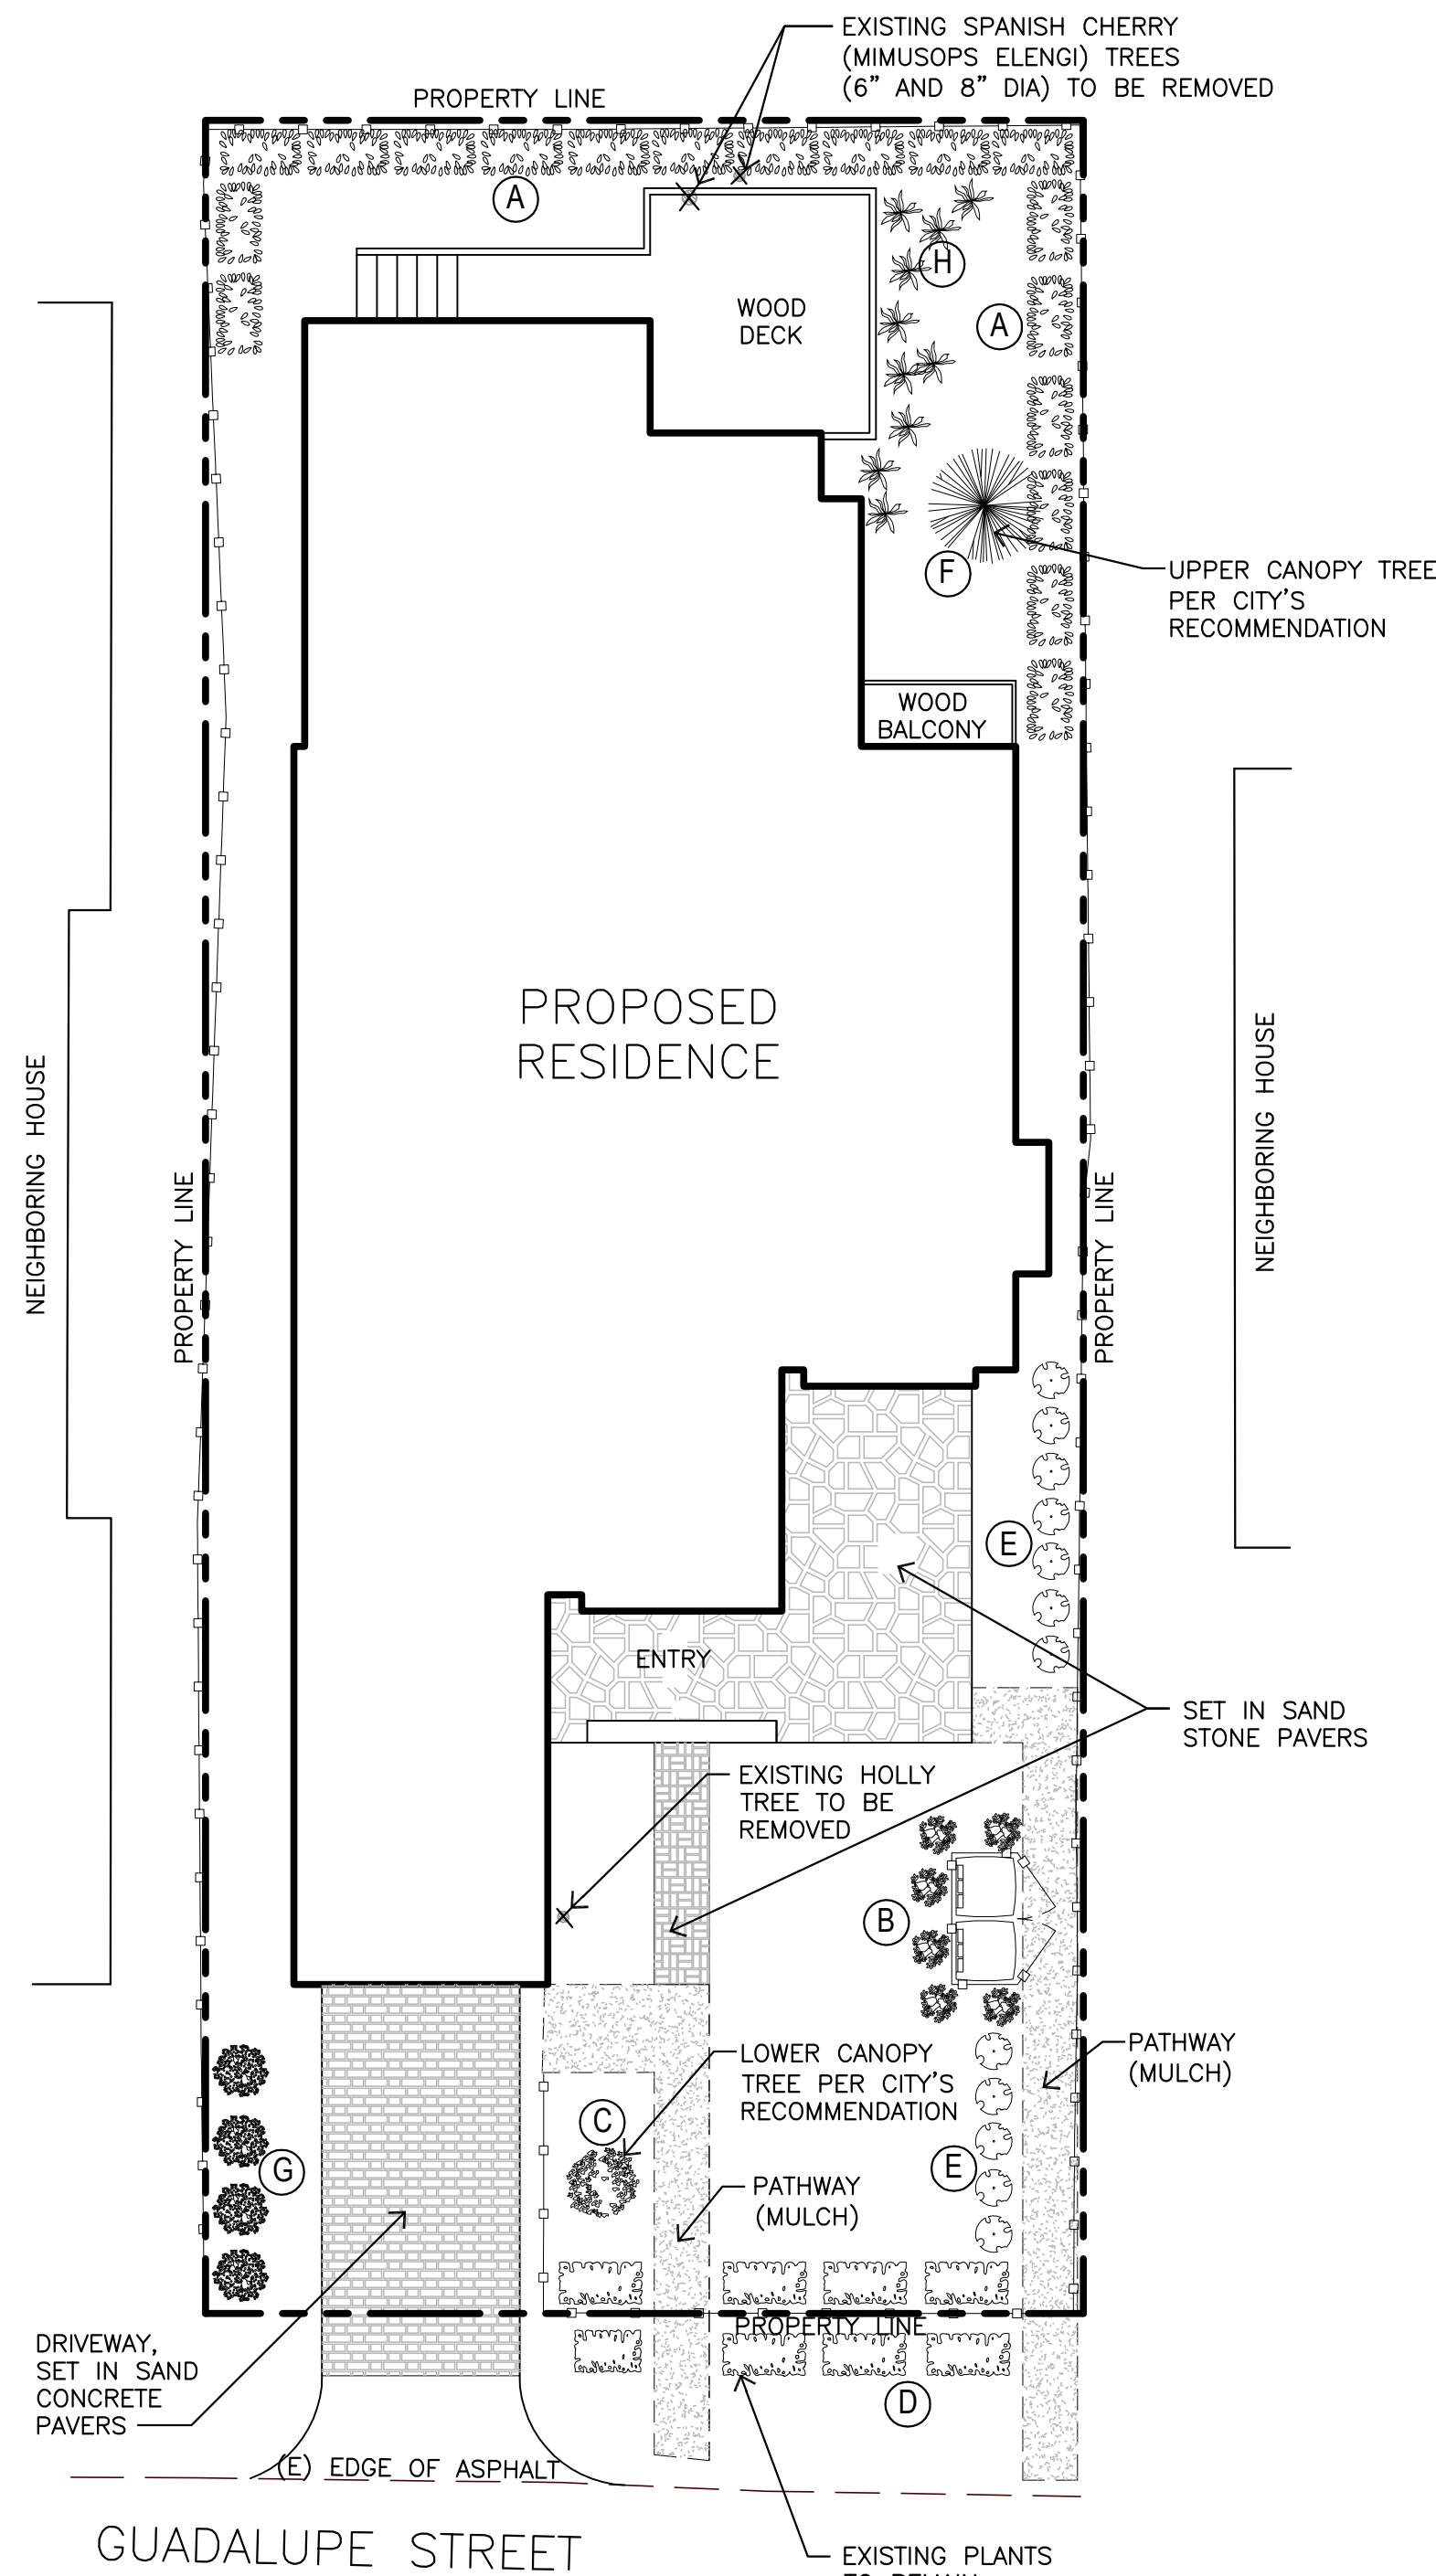 EXISTING SPANISH CHERRY
(MIMUSOPS ELENGI) TREES
(6” AND 8” DIA) TO BE REMOVED
PROPERTY LINE
A
H
A
WOOD
DECK
F
UPPER CANOPY TREE
PER CITY’S
RECOMMENDATION
WOOD
BALCONY
PROPOSED
RESIDENCE
NEIGHBORING HOUSE
NEIGHBORING HOUSE
PROPERTY LINE
PROPERTY LINE
E
ENTRY
SET IN SAND
STONE PAVERS
EXISTING HOLLY
TREE TO BE
REMOVED
B
LOWER CANOPY
TREE PER CITY’S
RECOMMENDATION
PATHWAY
(MULCH)
C
G
E
PATHWAY
(MULCH)
PROPERTY LINE
DRIVEWAY,
SET IN SAND
CONCRETE
PAVERS
D
(E) EDGE OF ASPHALT
GUADALUPE STREET
EXISTING PLANTS
TO REMAIN